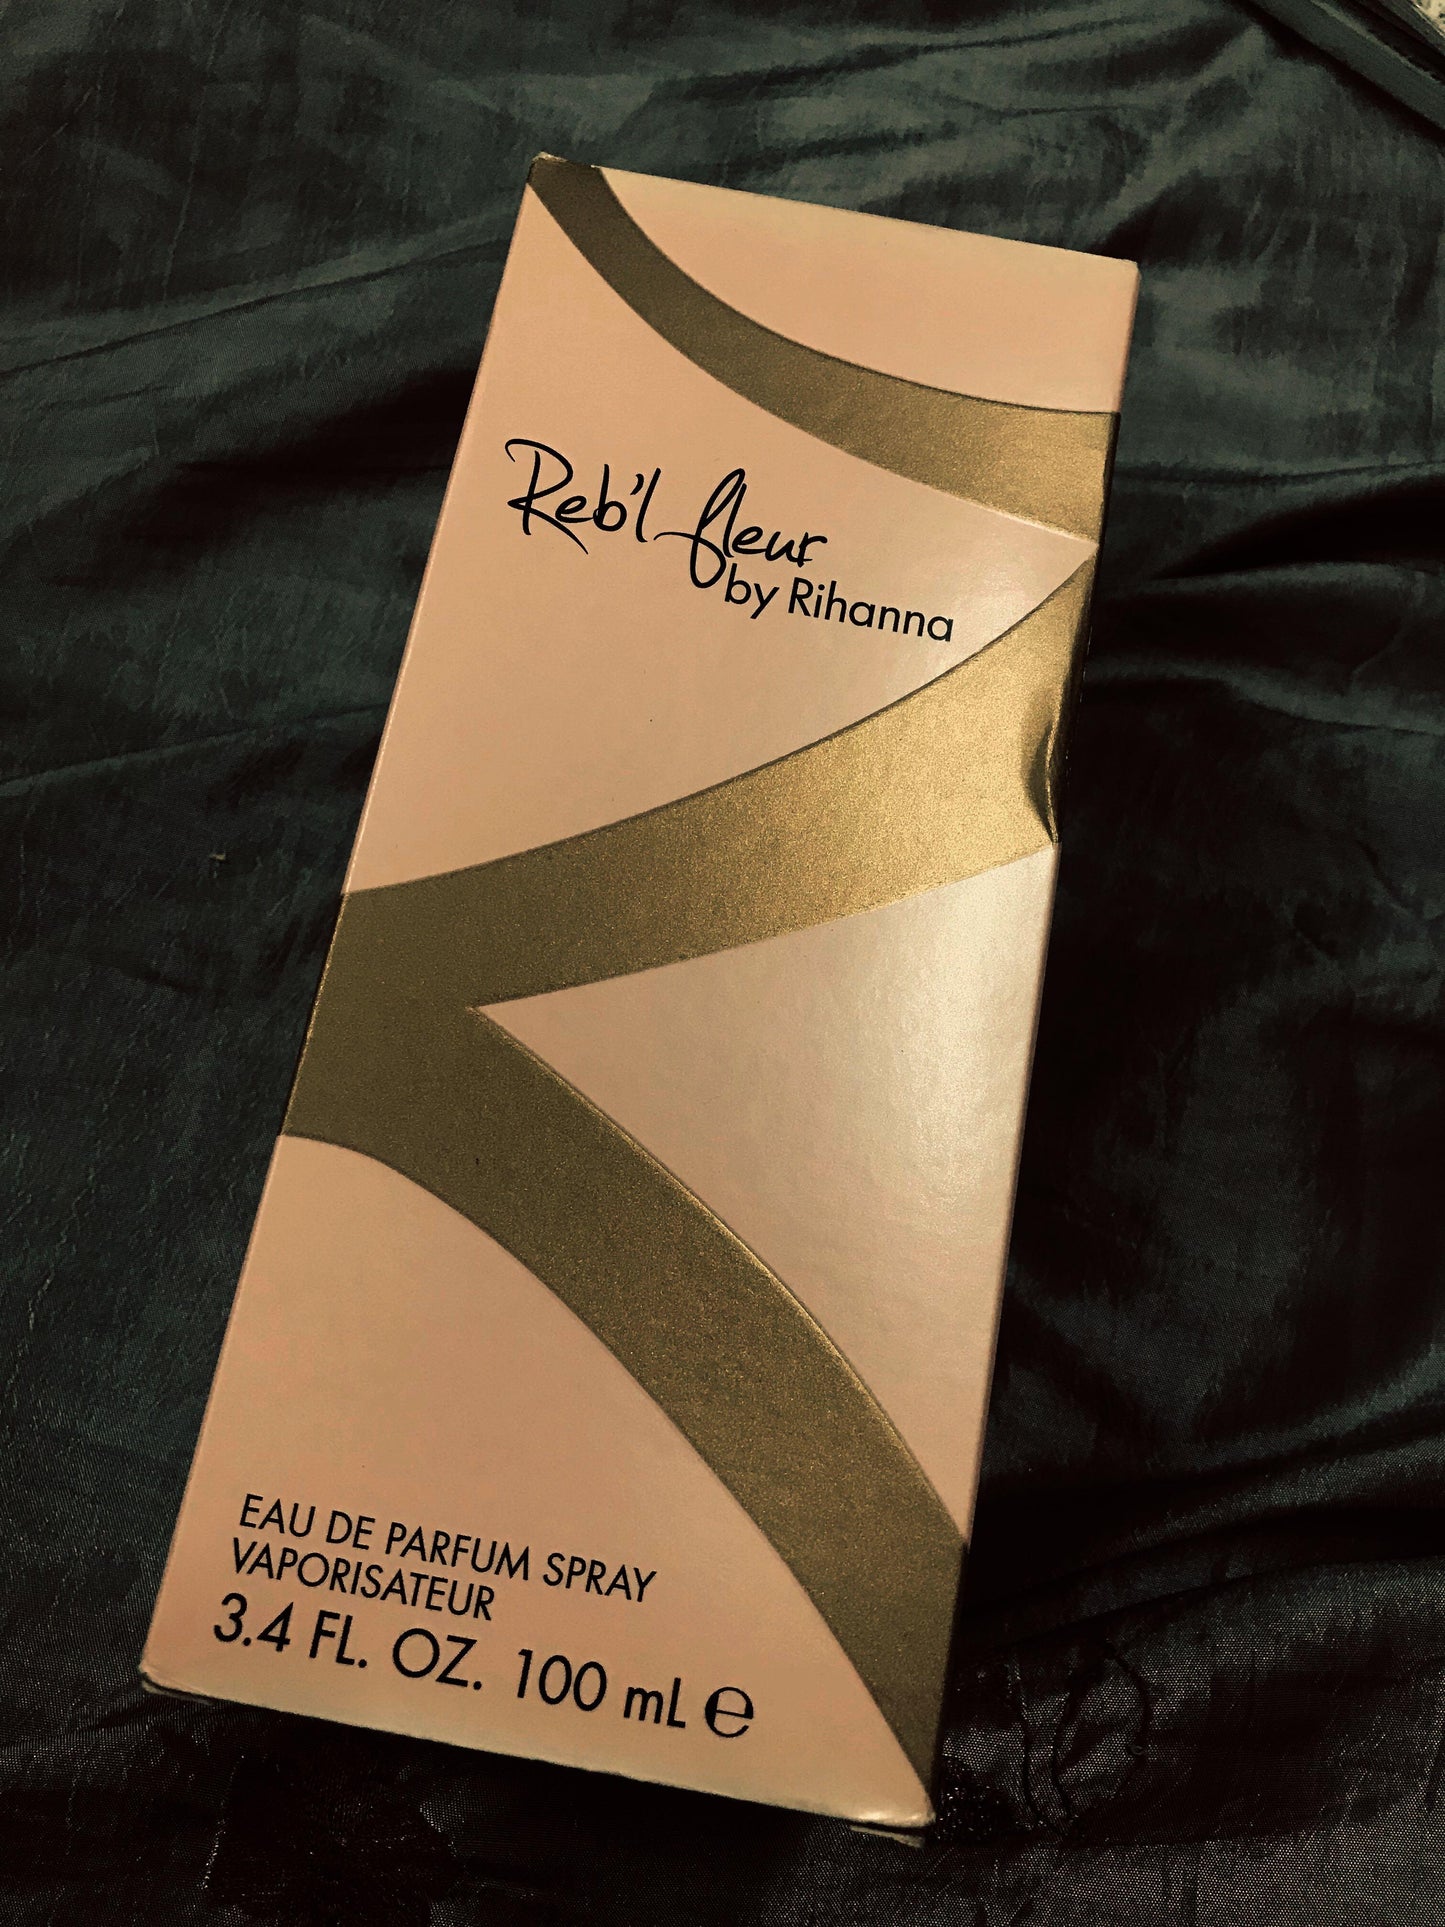 Reb'l fleur
by Rihanna
EAU DE PARFUM SPRAY
VAPORISATEUR
3.4 FL. OZ. 100 mL ℮